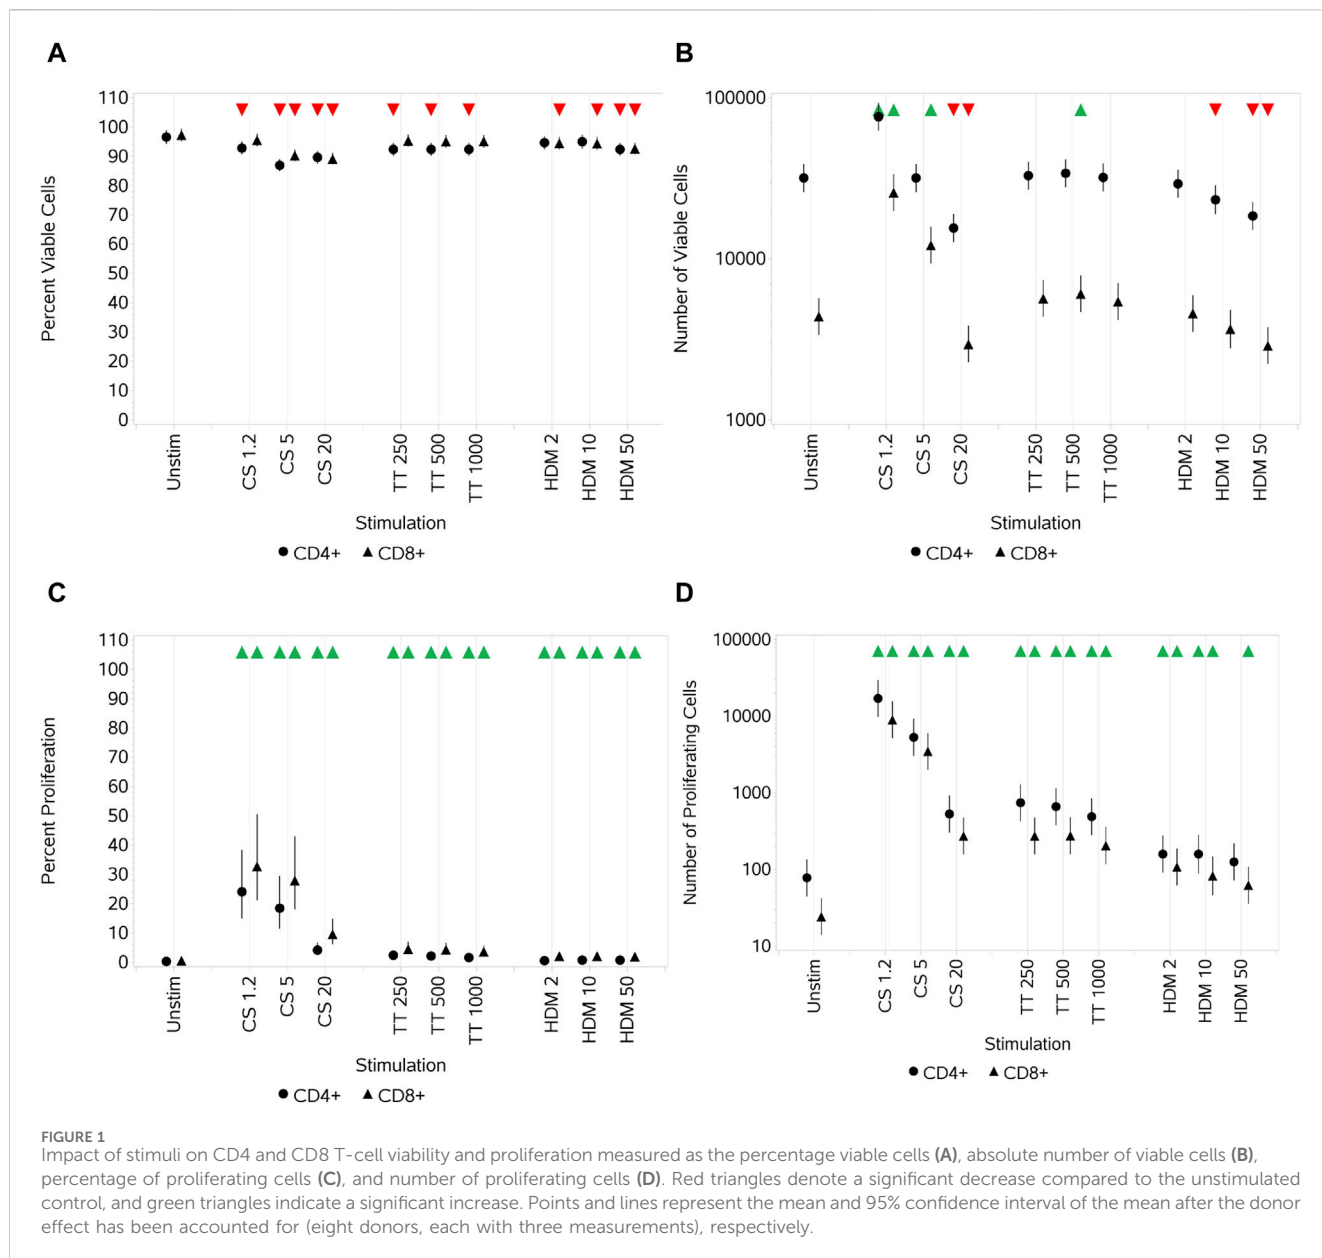 A
110
100
90
80
70
60
50
40
30
20
10
0
Percent Viable Cells
Unstim
CS 1.2
CS 5
CS 20
TT 250
TT 500
TT 1000
HDM 2
HDM 10
HDM 50
Stimulation
CD4+ CD8+
B
100000
10000
1000
Number of Viable Cells
Unstim
CS 1.2
CS 5
CS 20
TT 250
TT 500
TT 1000
HDM 2
HDM 10
HDM 50
Stimulation
CD4+ CD8+
C
110
100
90
80
70
60
50
40
30
20
10
0
Percent Proliferation
Unstim
CS 1.2
CS 5
CS 20
TT 250
TT 500
TT 1000
HDM 2
HDM 10
HDM 50
Stimulation
CD4+ CD8+
D
100000
10000
1000
100
10
Number of Proliferating Cells
Unstim
CS 1.2
CS 5
CS 20
TT 250
TT 500
TT 1000
HDM 2
HDM 10
HDM 50
Stimulation
CD4+ CD8+
FIGURE 1
Impact of stimuli on CD4 and CD8 T-cell viability and proliferation measured as the percentage viable cells (A), absolute number of viable cells (B),
percentage of proliferating cells (C), and number of proliferating cells (D). Red triangles denote a significant decrease compared to the unstimulated
control, and green triangles indicate a significant increase. Points and lines represent the mean and 95% confidence interval of the mean after the donor
effect has been accounted for (eight donors, each with three measurements), respectively.